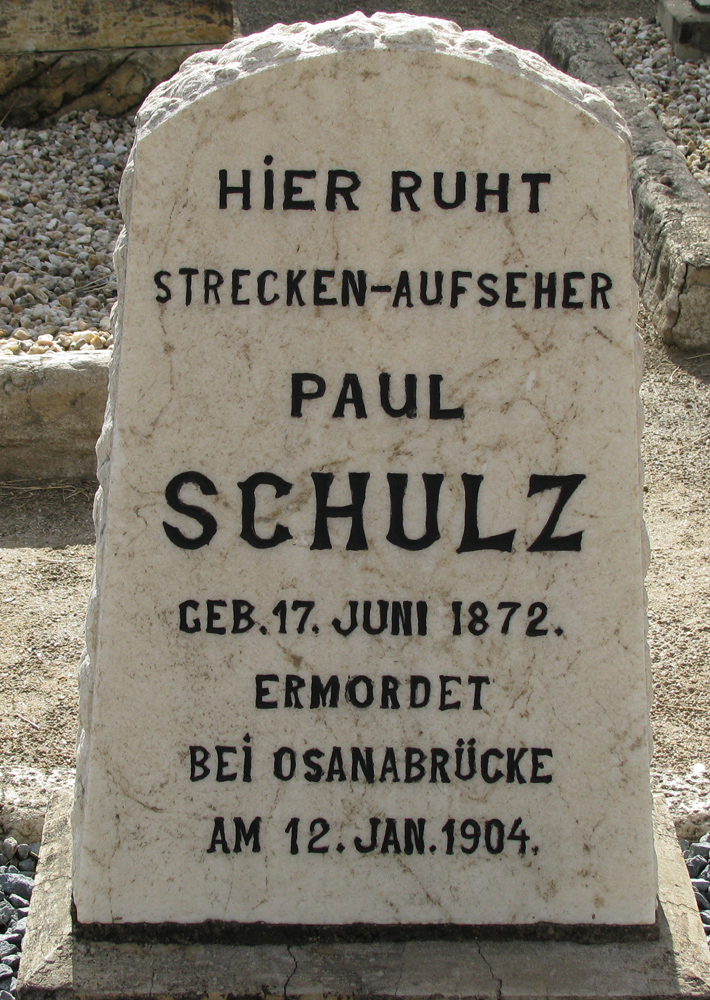 HiER RUHT
STRECKEN-AUFSEHER
PAUL
SCHULZ
GEB.17. JUNI 1872.
ERMORDET
BEi OSANABRÜCKE
AM 12. JAN.1904.